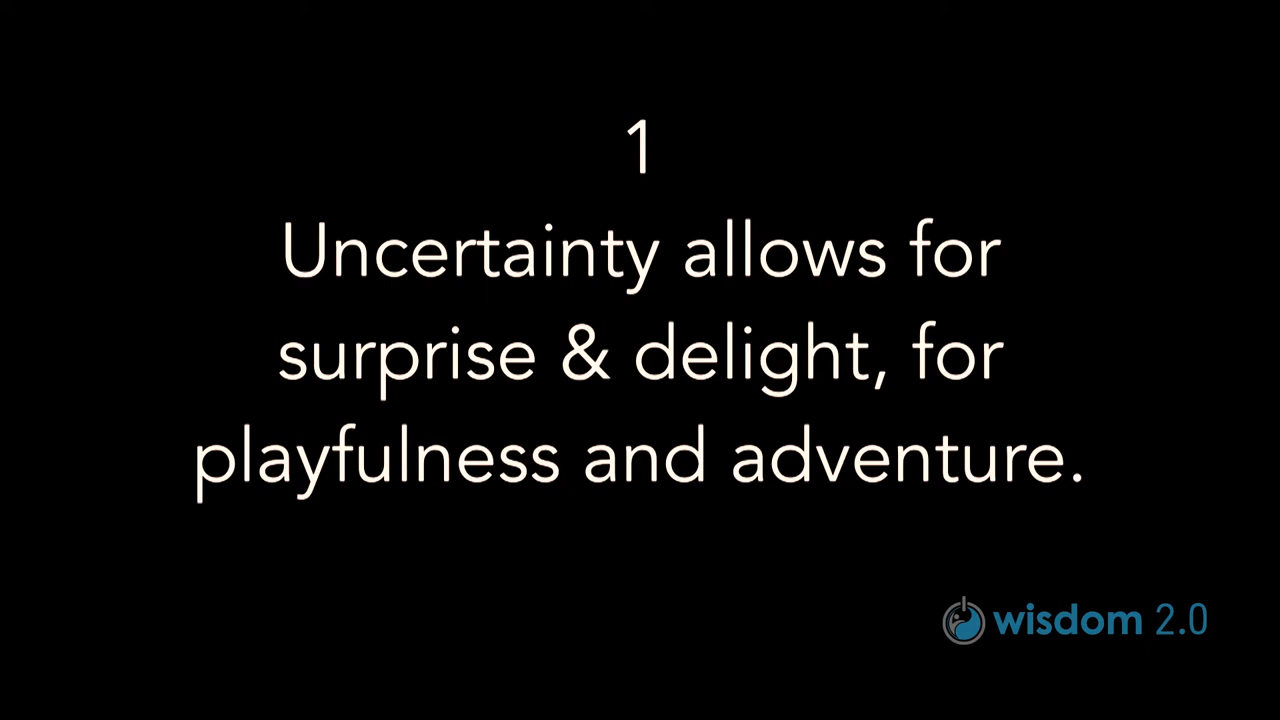 1
Uncertainty allows for
surprise & delight, for
playfulness and adventure.
wisdom 2.0